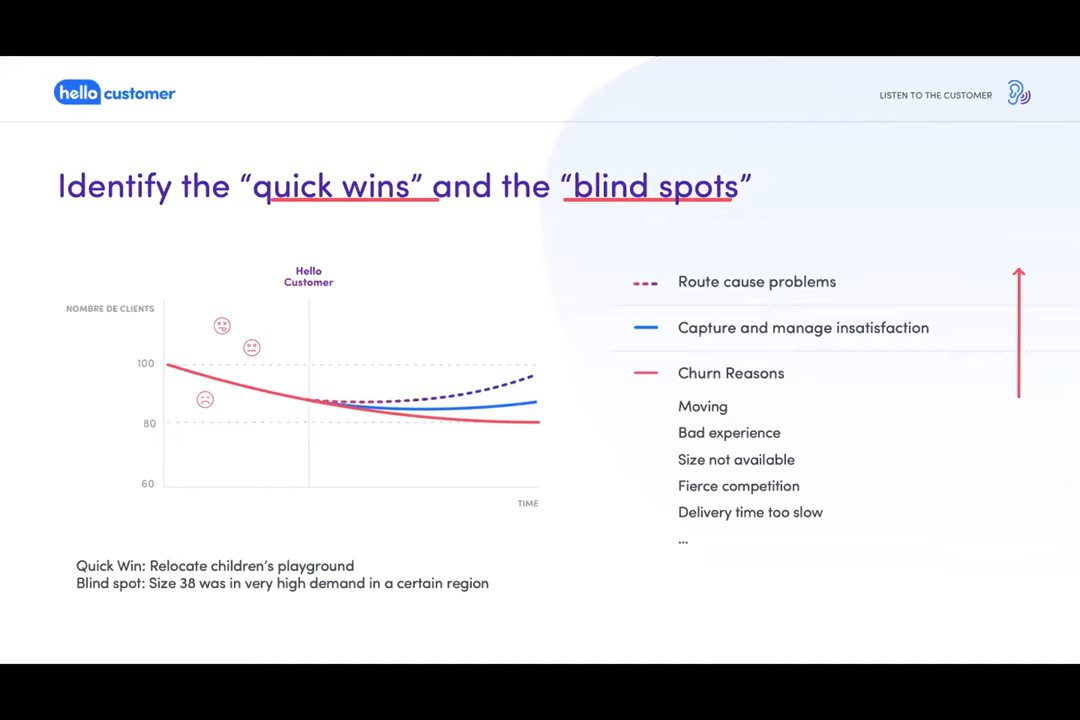 hello customer
LISTEN TO THE CUSTOMER
Identify the “quick wins” and the “blind spots”
Hello
Customer
NOMBRE DE CLIENTS
100
80
60
TIME
Route cause problems
Capture and manage insatisfaction
Churn Reasons
Moving
Bad experience
Size not available
Fierce competition
Delivery time too slow
...
Quick Win: Relocate children’s playground
Blind spot: Size 38 was in very high demand in a certain region